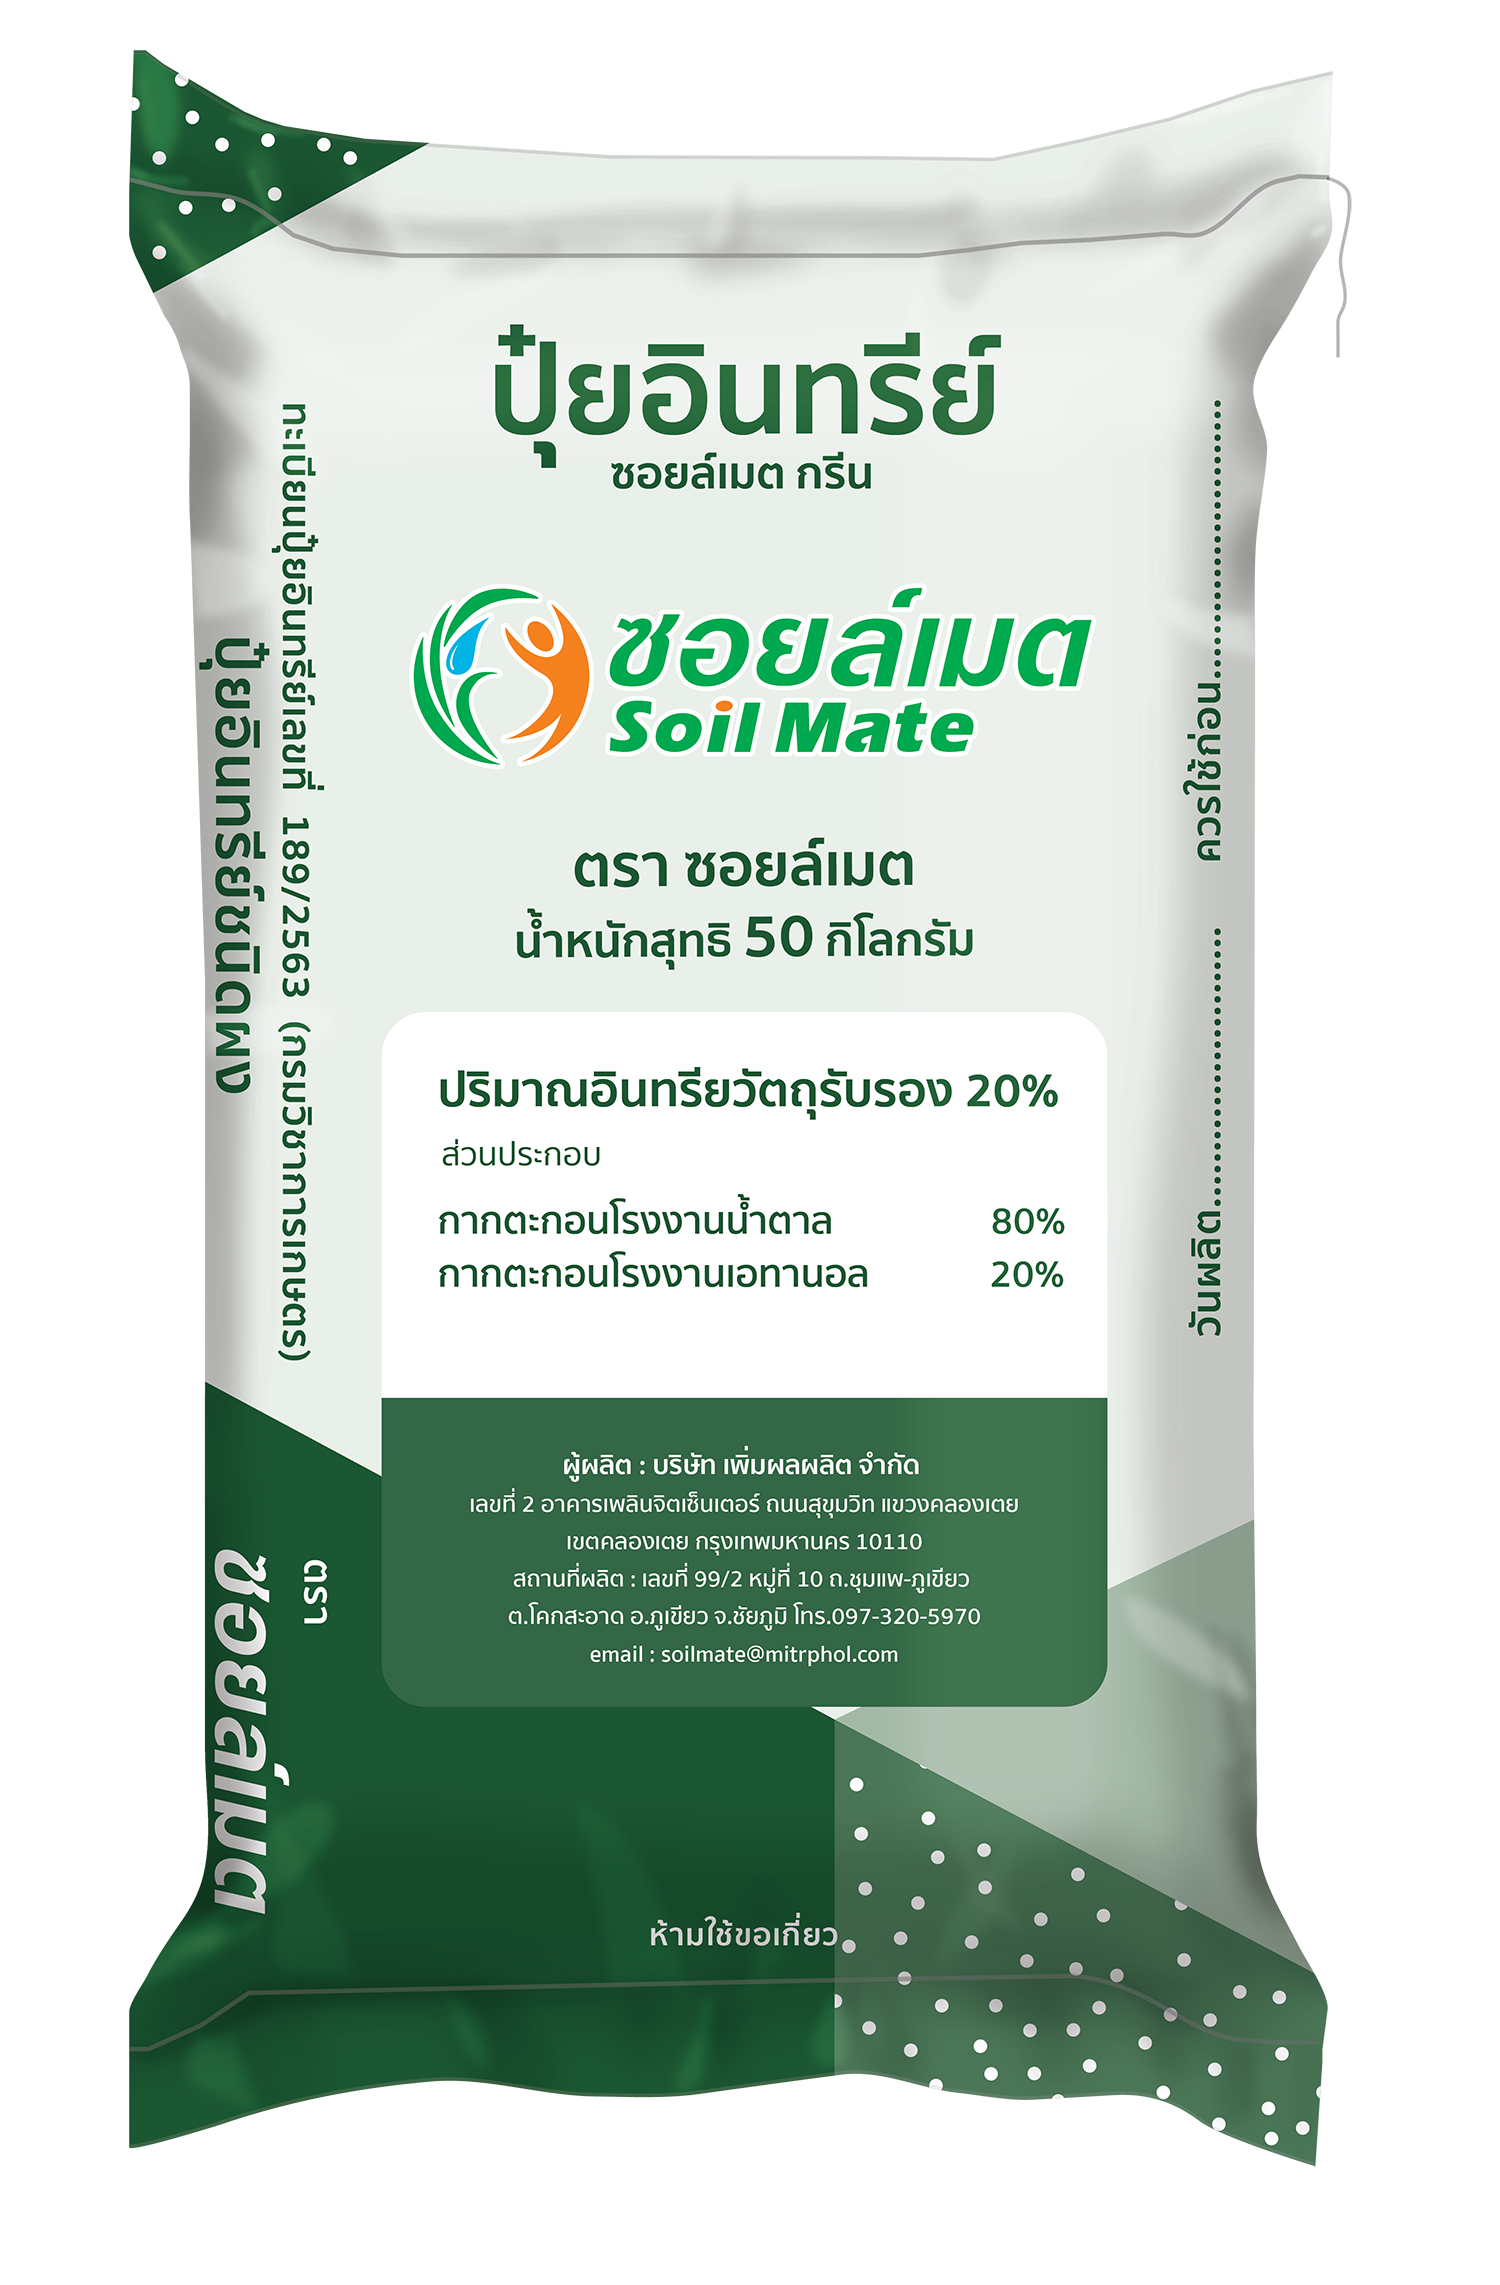 ปุ๋ยอินทรีย์
ซอยล์เมต กรีน
ซอยล์เมต
Soil Mate
ตรา ซอยล์เมต
น้ำหนักสุทธิ 50 กิโลกรัม
ปริมาณอินทรียวัตถุรับรอง 20%
ส่วนประกอบ
กากตะกอนโรงงานน้ำตาล 80%
กากตะกอนโรงงานเอทานอล 20%
ผู้ผลิต : บริษัท เพิ่มผลผลิต จำกัด
เลขที่ 2 อาคารเพลินจิตเซ็นเตอร์ ถนนสุขุมวิท แขวงคลองเตย
เขตคลองเตย กรุงเทพมหานคร 10110
สถานที่ผลิต : เลขที่ 99/2 หมู่ที่ 10 ถ.ชุมแพ-ภูเขียว
ต.โคกสะอาด อ.ภูเขียว จ.ชัยภูมิ โทร.097-320-5970
email : soilmate@mitrphol.com
ห้ามใช้ขอเกี่ยว
ทะเบียนปุ๋ยอินทรีย์เลขที่ 189/2563 (กรมวิชาการเกษตร)
ปุ๋ยอินทรีย์ชนิดผง
ตรา
ซอยล์เมต
วันผลิต........................................ ควรใช้ก่อน........................................